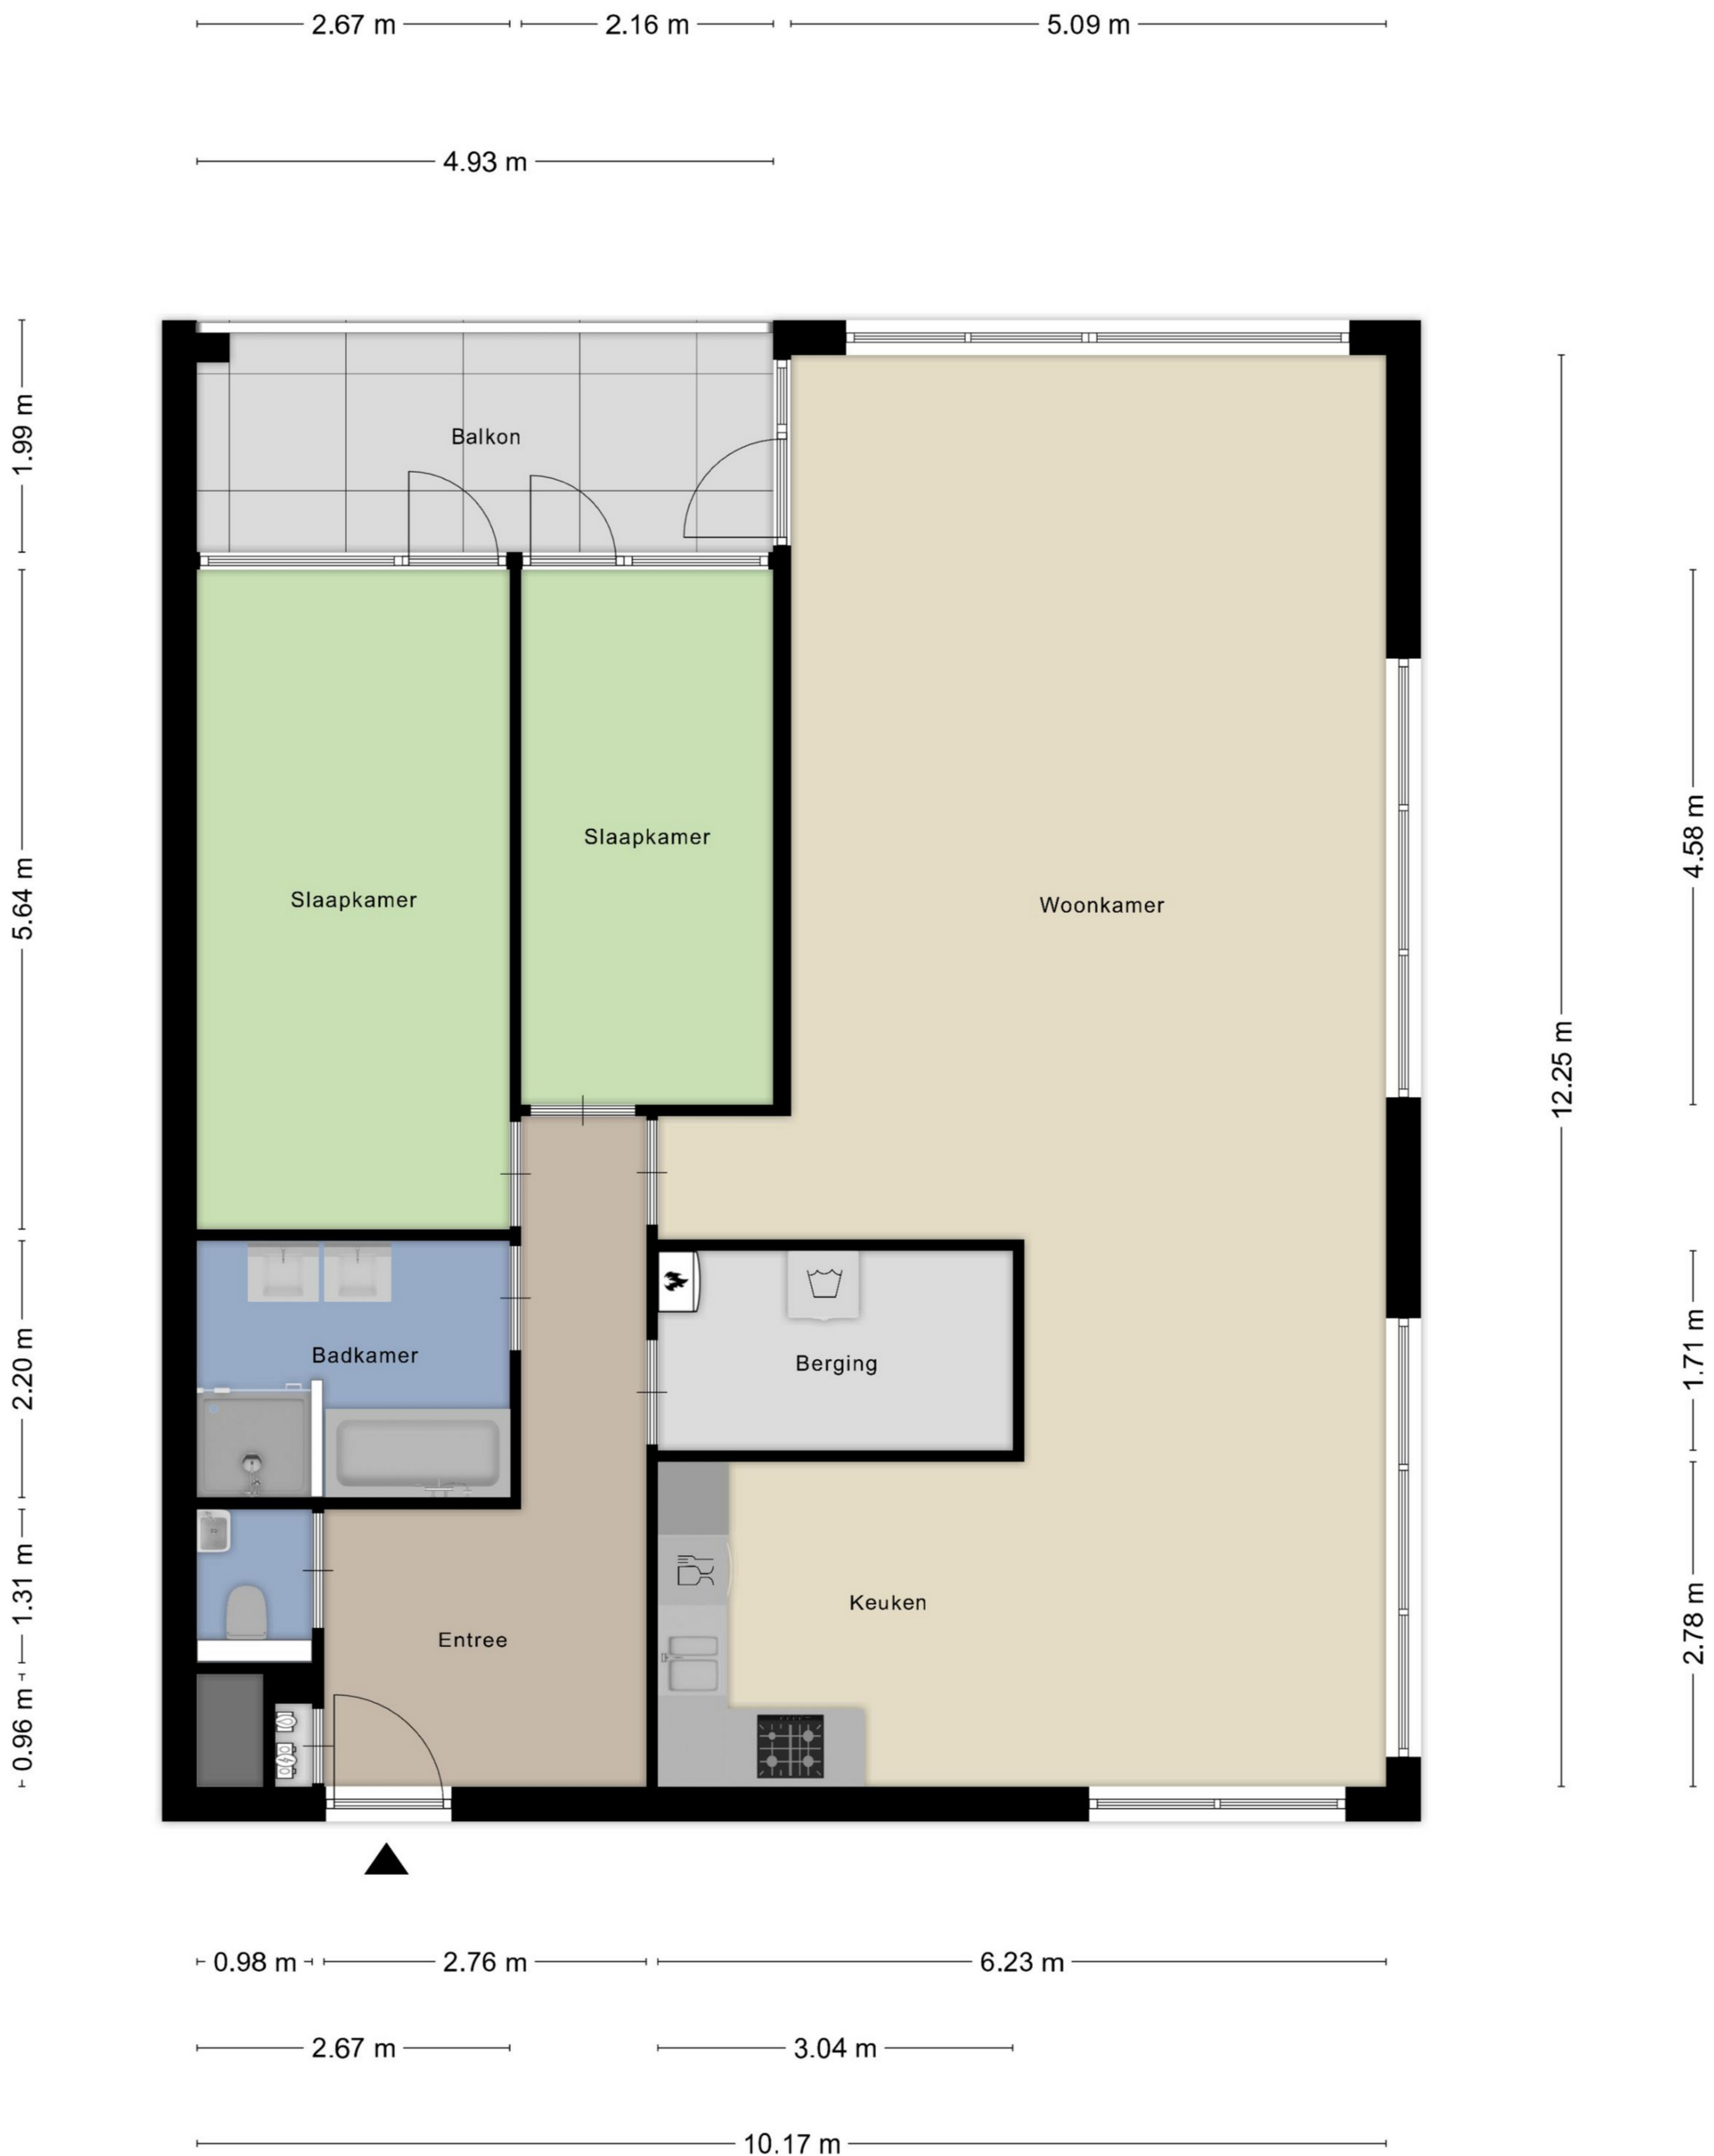 2.67 m
2.16 m
5.09 m
4.93 m
1.99 m
Balkon
5.64 m
4.58 m
Slaapkamer
Slaapkamer
Woonkamer
12.25 m
2.20 m
Badkamer
Berging
1.71 m
1.31 m
Entree
Keuken
2.78 m
0.96 m
0.98 m
2.76 m
6.23 m
2.67 m
3.04 m
10.17 m